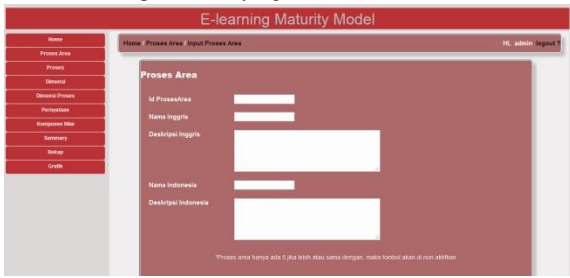 E-learning Maturity Model
Home
Proses Area
Proses
Dimensi
Dimensi Proses
Pernyataan
Komponen Nilai
Summary
Rekap
Grafik
Home / Proses Area / Input Proses Area
Hi, admin logout ?
Proses Area
Id ProsesArea
Nama Inggris
Deskripsi Inggris
Nama Indonesia
Deskripsi Indonesia
*Proses area hanya ada 5 jika lebih atau sama dengan, maka tombol akan di non aktifkan